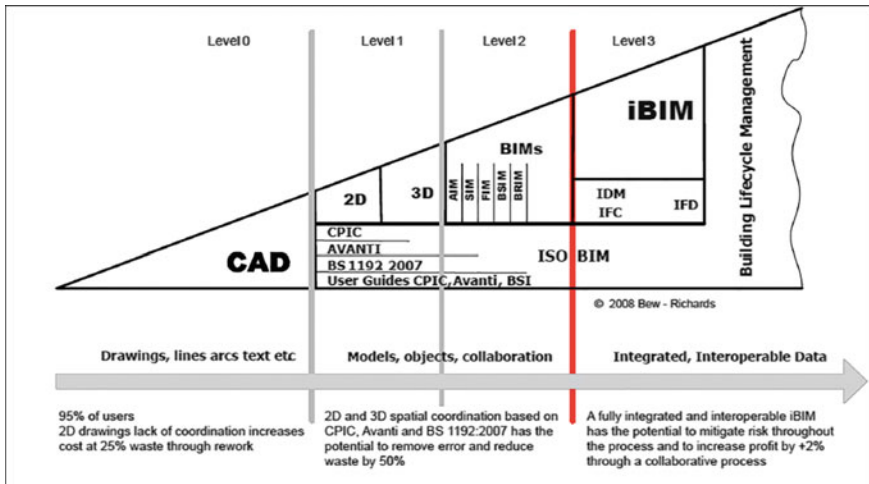 Level 0
Level 1
Level 2
Level 3
iBIM
BIMs
2D
3D
AIM
SIM
FIM
BSIM
BRIM
IDM
IFC
IFD
Building Lifecycle Management
CAD
CPIC
AVANTI
BS 1192 2007
User Guides CPIC, Avanti, BSI
ISO BIM
© 2008 Bew - Richards
Drawings, lines arcs text etc
Models, objects, collaboration
Integrated, Interoperable Data
95% of users
2D drawings lack of coordination increases
cost at 25% waste through rework
2D and 3D spatial coordination based on
CPIC, Avanti and BS 1192:2007 has the
potential to remove error and reduce
waste by 50%
A fully integrated and interoperable iBIM
has the potential to mitigate risk throughout
the process and to increase profit by +2%
through a collaborative process